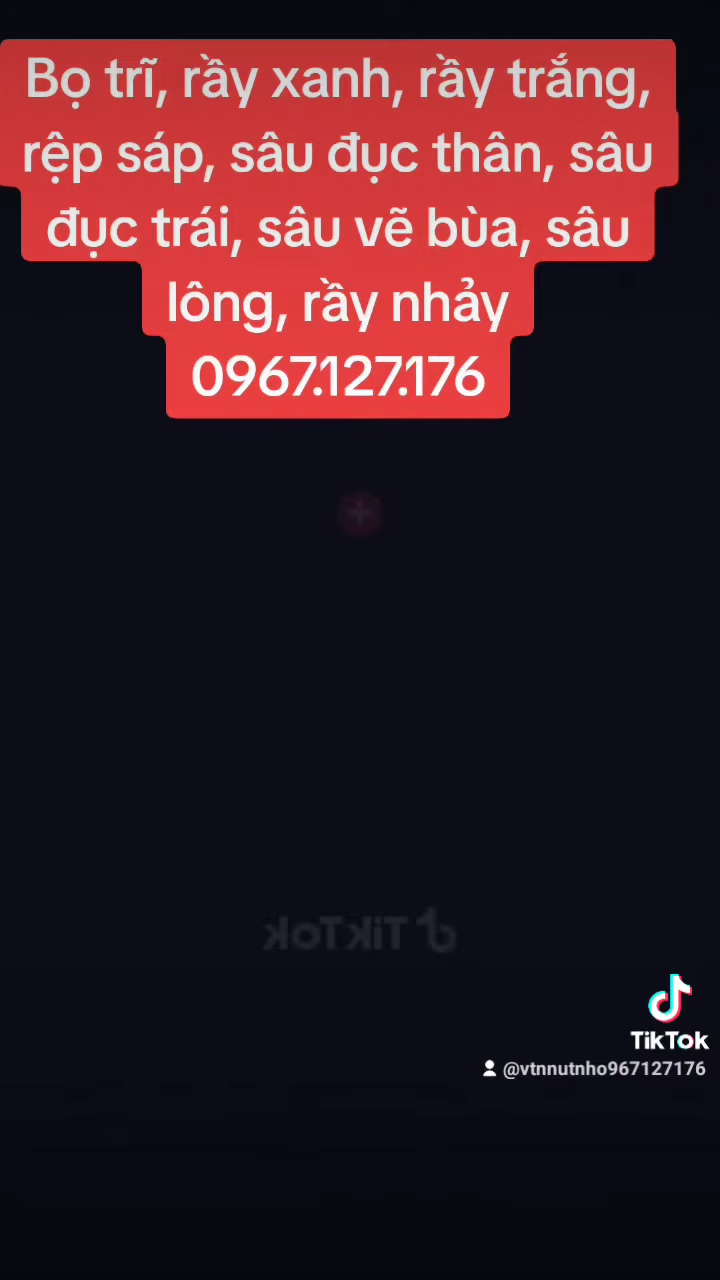 Bọ trĩ, rầy xanh, rầy trắng,
rệp sáp, sâu đục thân, sâu
đục trái, sâu vẽ bùa, sâu
lông, rầy nhảy
0967.127.176
TikTok
TikTok
@vtnnutnho967127176